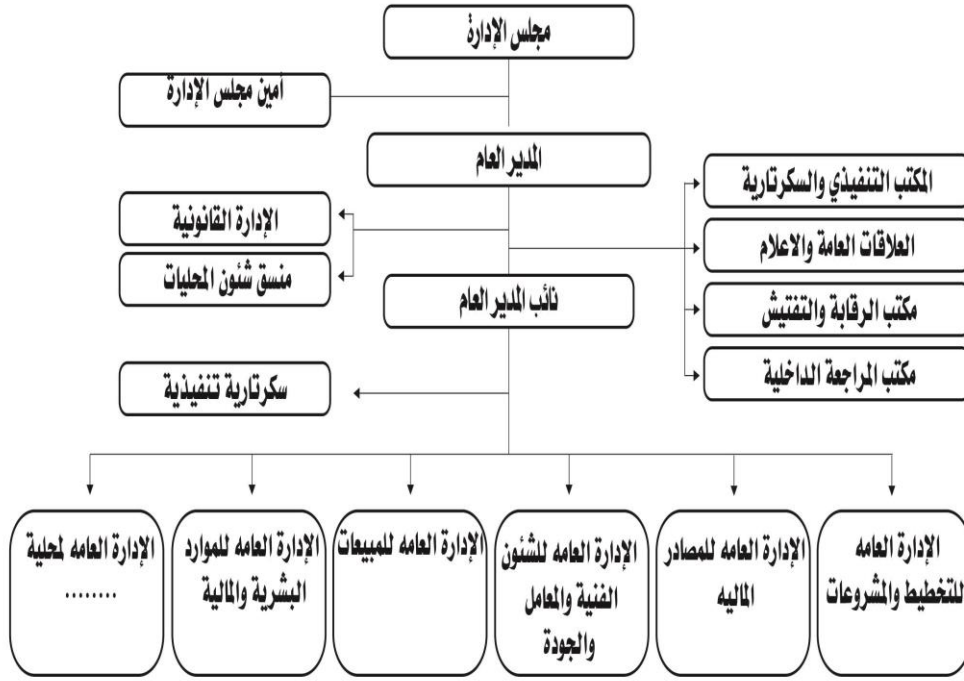 مجلس الإدارة
أمين مجلس الإدارة
المدير العام
المكتب التنفيذي والسكرتارية
العلاقات العامة والاعلام
مكتب الرقابة والتفتيش
مكتب المراجعة الداخلية
الإدارة القانونية
منسق شئون المحليات
نائب المدير العام
سكرتارية تنفيذية
الإدارة العامه
للتخطيط والمشروعات
الإدارة العامه للمصادر
الماليه
الإدارة العامه للشئون
الفنية والمعامل
والجودة
الإدارة العامه للمبيعات
الإدارة العامه للموارد
البشرية والمالية
الإدارة العامه لمحلية
........